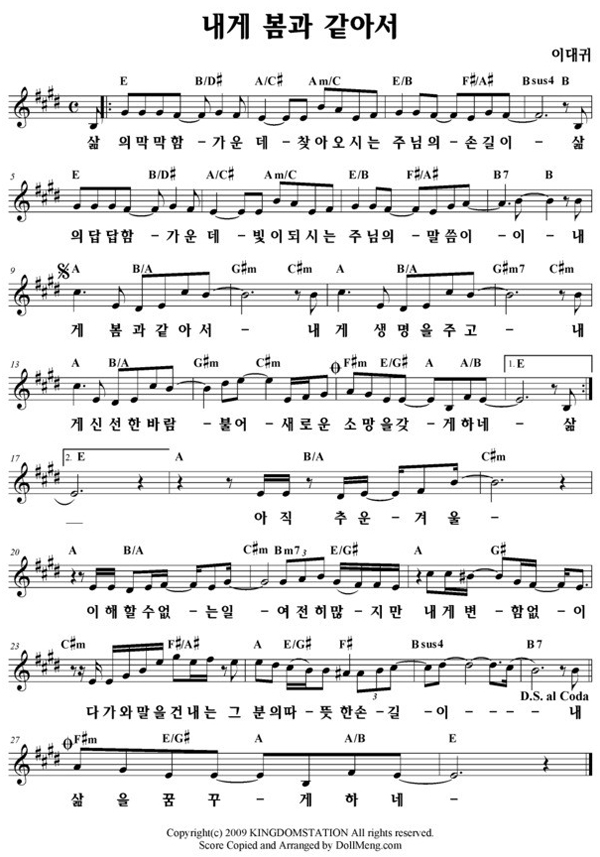 내게 봄과 같아서
이대귀
E B/D# A/C# Am/C E/B F#/A# Bsus4 B
삶 의막막함-가운 데-찾아오시는 주님의-손길이- 삶
5 E B/D# A/C# Am/C E/B F#/A# B7 B
의답답함-가운 데-빛이되시는 주님의-말씀이-이-내
9 A B/A G#m C#m A B/A G#m7 C#m
게 봄과같아서- - 내 게 생명을주고- 내
13 A B/A G#m C#m F#m E/G# A A/B 1. E
게신선한바람-불어-새로운 소망을갖-게하네- 삶
17 2. E A B/A C#m
아직 추운-겨울-
20 A B/A C#m Bm7 E/G# A G# C#m
이해할수없-는일-여전히많-지만 내게변-함없이
23 C#m F#/A# A E/G# F# Bsus4 B7
D.S. al Coda
다가와말을건내는 그 분의따-뜻한손-길 이---- 내
27 F#m E/G# A A/B E
삶 을 꿈 꾸- 게 하 네-
Copyright(c) 2009 KINGDOMSTATION All rights reserved.
Score Copied and Arranged by DollMeng.com